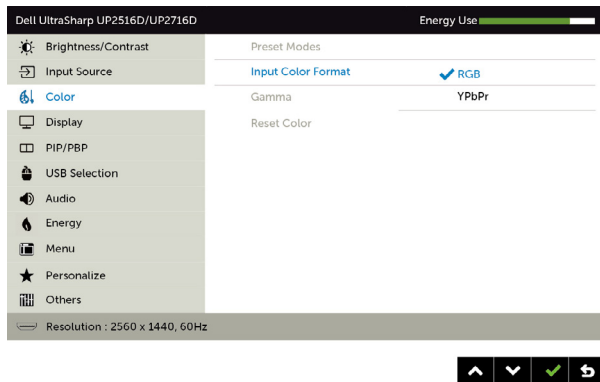 Dell UltraSharp UP2516D/UP2716D
Energy Use
Brightness/Contrast
Preset Modes
Input Source
Input Color Format
RGB
Color
Gamma
YPbPr
Display
Reset Color
PIP/PBP
USB Selection
Audio
Energy
Menu
Personalize
Others
Resolution : 2560 x 1440, 60Hz